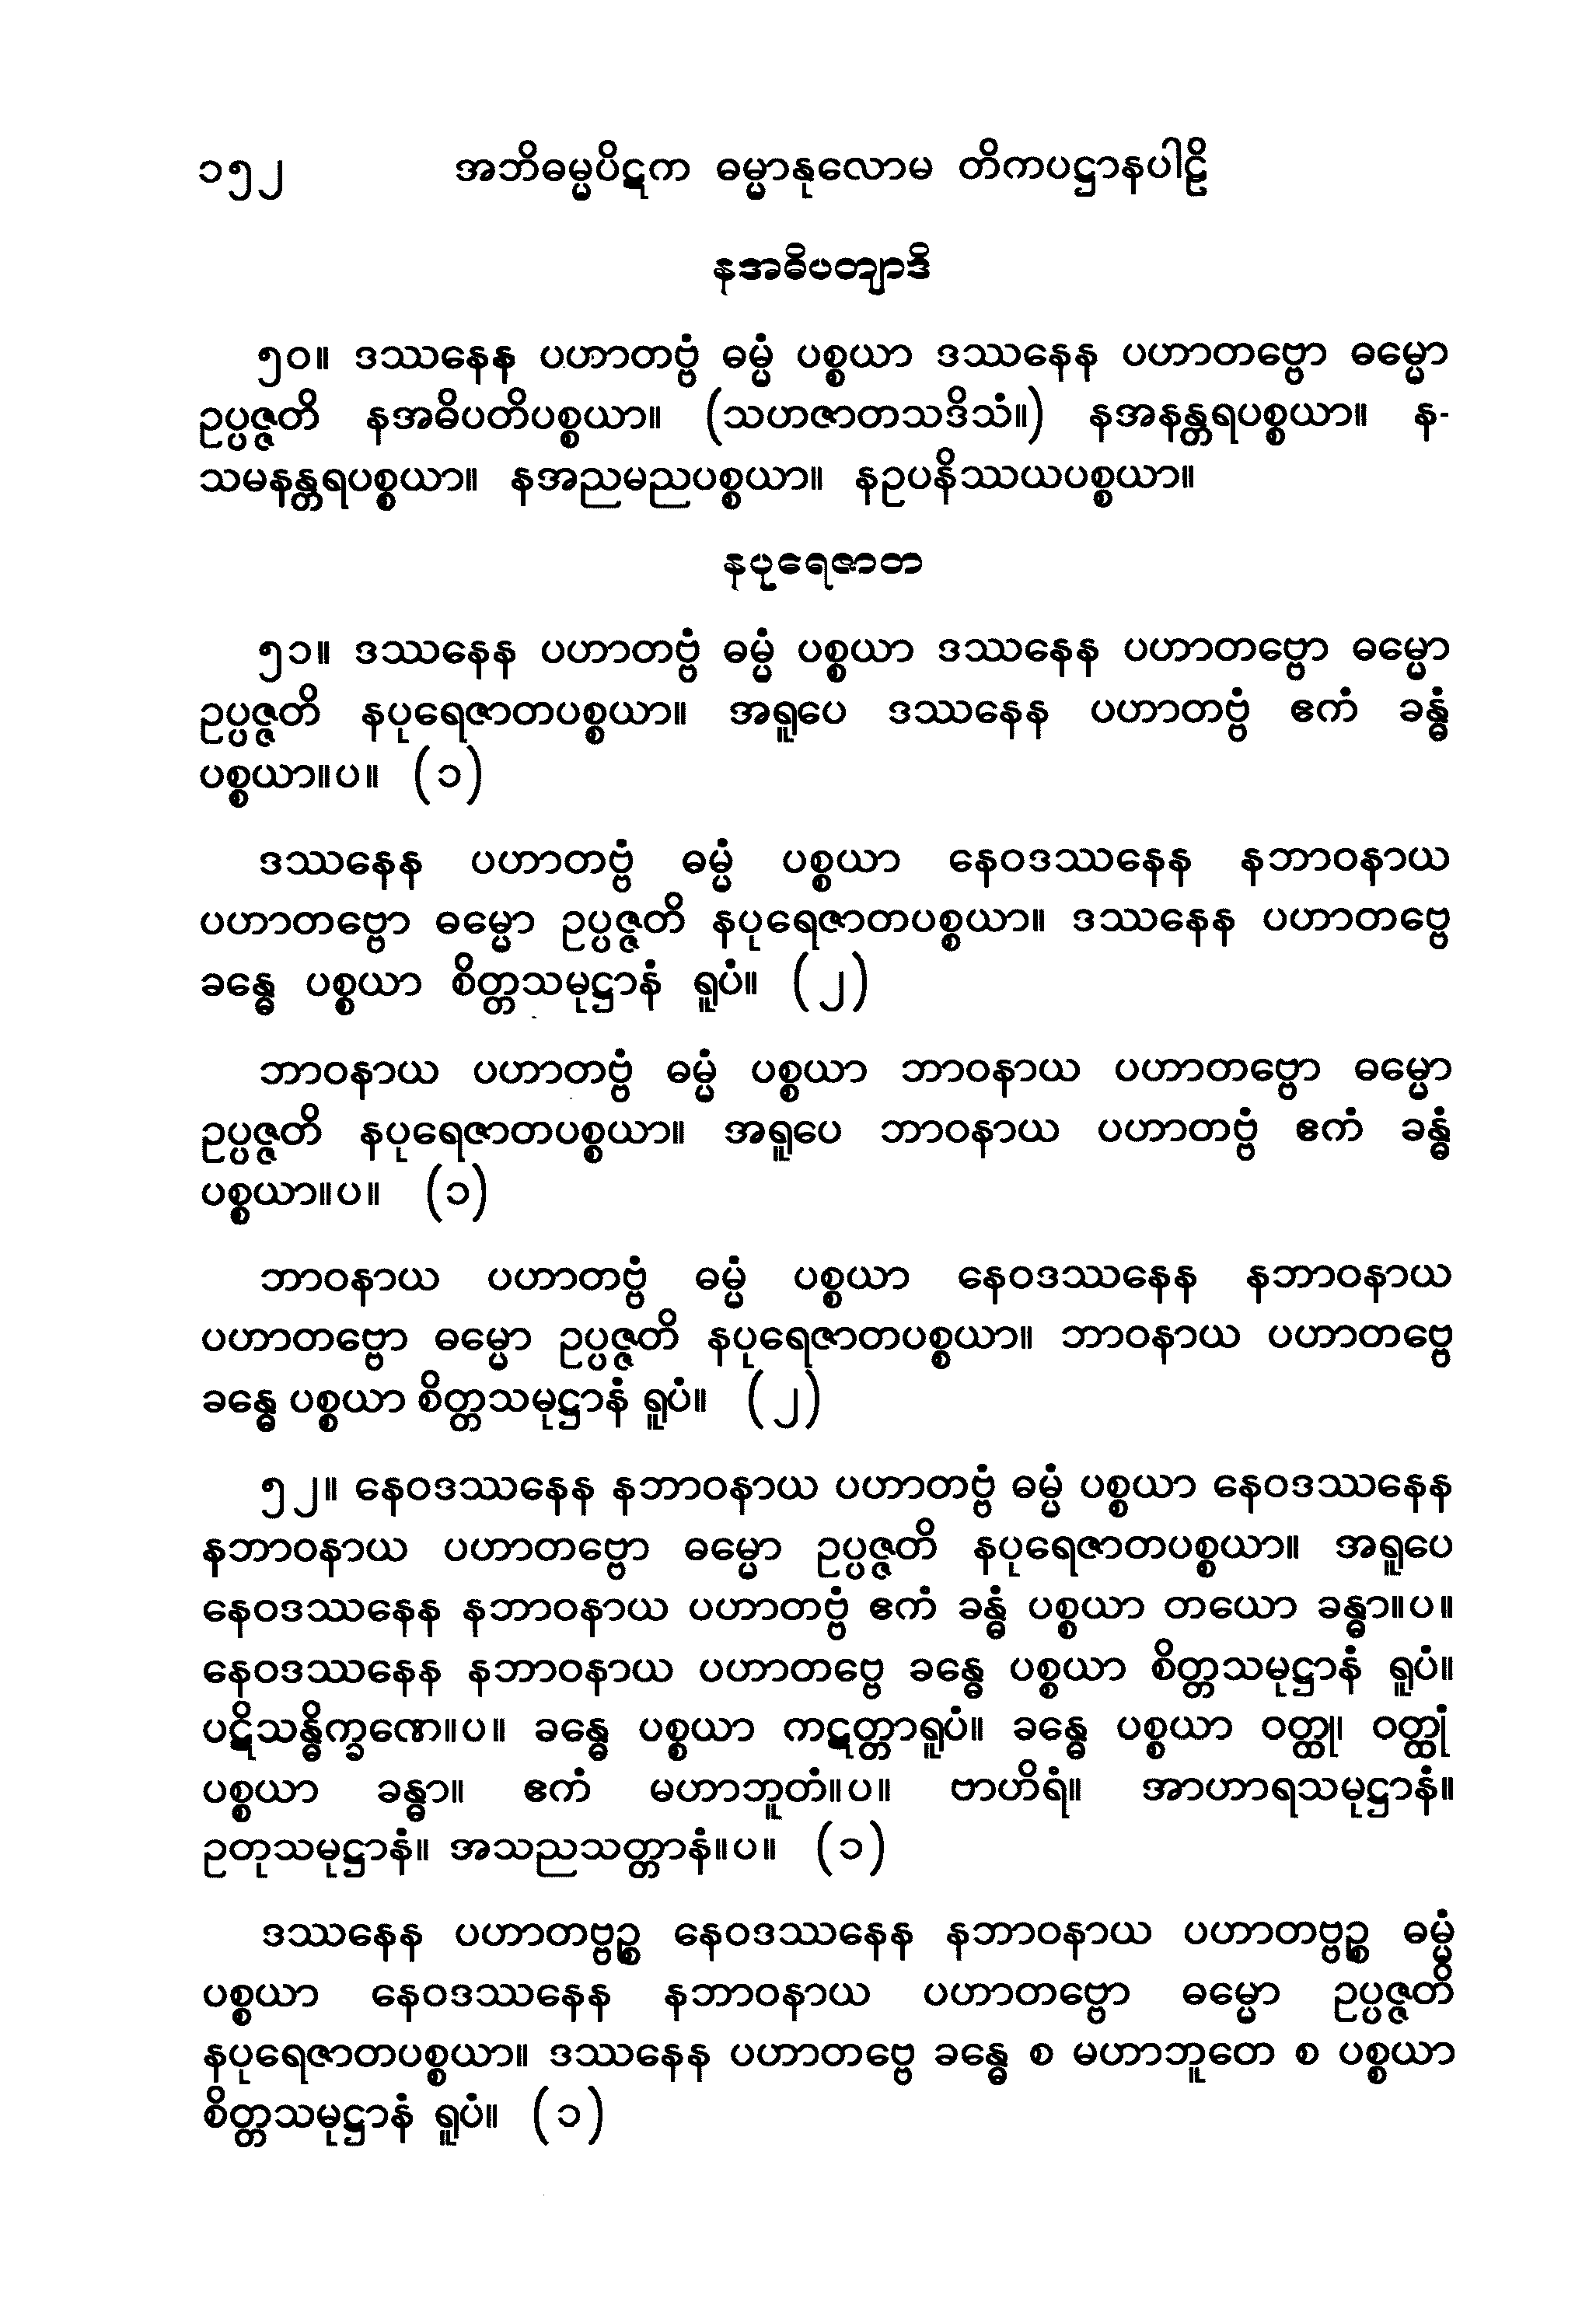 ၁၅၂ အဘိဓမ္မပိဋက ဓမ္မာနုလောမ တိကပဋ္ဌာနပါဠိ
နအဓိပတျာဒိ
၅၀။ ဒဿနေန ပဟာတဗ္ဗံ ဓမ္မံ ပစ္စယာ ဒဿနေန ပဟာတဗ္ဗော ဓမ္မော
ဥပ္ပဇ္ဇတိ နအဓိပတိပစ္စယာ။ (သဟဇာတသဒိသံ။) နအနန္တရပစ္စယာ။ န-
သမနန္တရပစ္စယာ။ နအညမညပစ္စယာ။ နဥပနိဿယပစ္စယာ။
နပုရေဇာတ
၅၁။ ဒဿနေန ပဟာတဗ္ဗံ ဓမ္မံ ပစ္စယာ ဒဿနေန ပဟာတဗ္ဗော ဓမ္မော
ဥပ္ပဇ္ဇတိ နပုရေဇာတပစ္စယာ။ အရူပေ ဒဿနေန ပဟာတဗ္ဗံ ဧကံ ခန္ဓံ
ပစ္စယာ။ပ။ (၁)
ဒဿနေန ပဟာတဗ္ဗံ ဓမ္မံ ပစ္စယာ နေဝဒဿနေန နဘာဝနာယ
ပဟာတဗ္ဗော ဓမ္မော ဥပ္ပဇ္ဇတိ နပုရေဇာတပစ္စယာ။ ဒဿနေန ပဟာတဗ္ဗေ
ခန္ဓေ ပစ္စယာ စိတ္တသမုဋ္ဌာနံ ရူပံ။ (၂)
ဘာဝနာယ ပဟာတဗ္ဗံ ဓမ္မံ ပစ္စယာ ဘာဝနာယ ပဟာတဗ္ဗော ဓမ္မော
ဥပ္ပဇ္ဇတိ နပုရေဇာတပစ္စယာ။ အရူပေ ဘာဝနာယ ပဟာတဗ္ဗံ ဧကံ ခန္ဓံ
ပစ္စယာ။ပ။ (၁)
ဘာဝနာယ ပဟာတဗ္ဗံ ဓမ္မံ ပစ္စယာ နေဝဒဿနေန နဘာဝနာယ
ပဟာတဗ္ဗော ဓမ္မော ဥပ္ပဇ္ဇတိ နပုရေဇာတပစ္စယာ။ ဘာဝနာယ ပဟာတဗ္ဗေ
ခန္ဓေ ပစ္စယာ စိတ္တသမုဋ္ဌာနံ ရူပံ။ (၂)
၅၂။ နေဝဒဿနေန နဘာဝနာယ ပဟာတဗ္ဗံ ဓမ္မံ ပစ္စယာ နေဝဒဿနေန
နဘာဝနာယ ပဟာတဗ္ဗော ဓမ္မော ဥပ္ပဇ္ဇတိ နပုရေဇာတပစ္စယာ။ အရူပေ
နေဝဒဿနေန နဘာဝနာယ ပဟာတဗ္ဗံ ဧကံ ခန္ဓံ ပစ္စယာ တယော ခန္ဓာ။ပ။
နေဝဒဿနေန နဘာဝနာယ ပဟာတဗ္ဗေ ခန္ဓေ ပစ္စယာ စိတ္တသမုဋ္ဌာနံ ရူပံ။
ပဋိသန္ဓိက္ခဏေ။ပ။ ခန္ဓေ ပစ္စယာ ကဋတ္တာရူပံ။ ခန္ဓေ ပစ္စယာ ဝတ္ထု၊ ဝတ္ထုံ
ပစ္စယာ ခန္ဓာ။ ဧကံ မဟာဘူတံ။ပ။ ဗာဟိရံ။ အာဟာရသမုဋ္ဌာနံ။
ဥတုသမုဋ္ဌာနံ။ အသညသတ္တာနံ။ပ။ (၁)
ဒဿနေန ပဟာတဗ္ဗဉ္စ နေဝဒဿနေန နဘာဝနာယ ပဟာတဗ္ဗဉ္စ ဓမ္မံ
ပစ္စယာ နေဝဒဿနေန နဘာဝနာယ ပဟာတဗ္ဗော ဓမ္မော ဥပ္ပဇ္ဇတိ
နပုရေဇာတပစ္စယာ။ ဒဿနေန ပဟာတဗ္ဗေ ခန္ဓေ စ မဟာဘူတေ စ ပစ္စယာ
စိတ္တသမုဋ္ဌာနံ ရူပံ။ (၁)